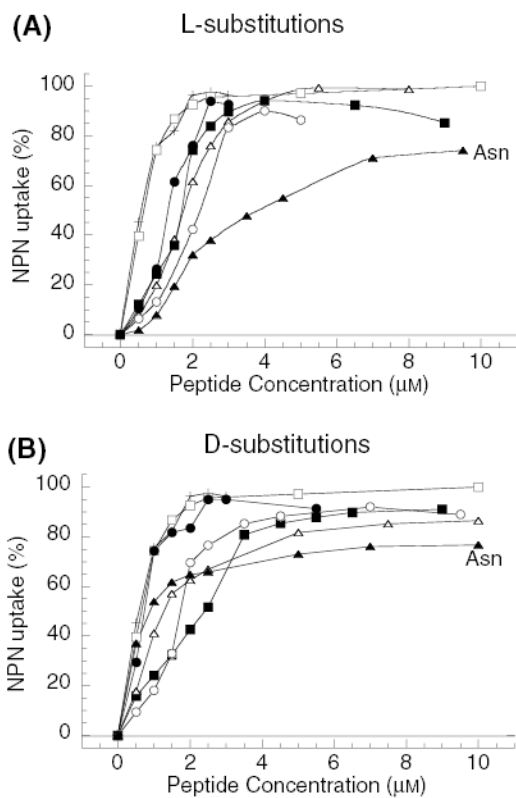 (A)
L-substitutions
NPN uptake (%)
100
80
60
40
20
0
Asn
0 2 4 6 8 10
Peptide Concentration (μM)
(B)
D-substitutions
NPN uptake (%)
100
80
60
40
20
0
Asn
0 2 4 6 8 10
Peptide Concentration (μM)